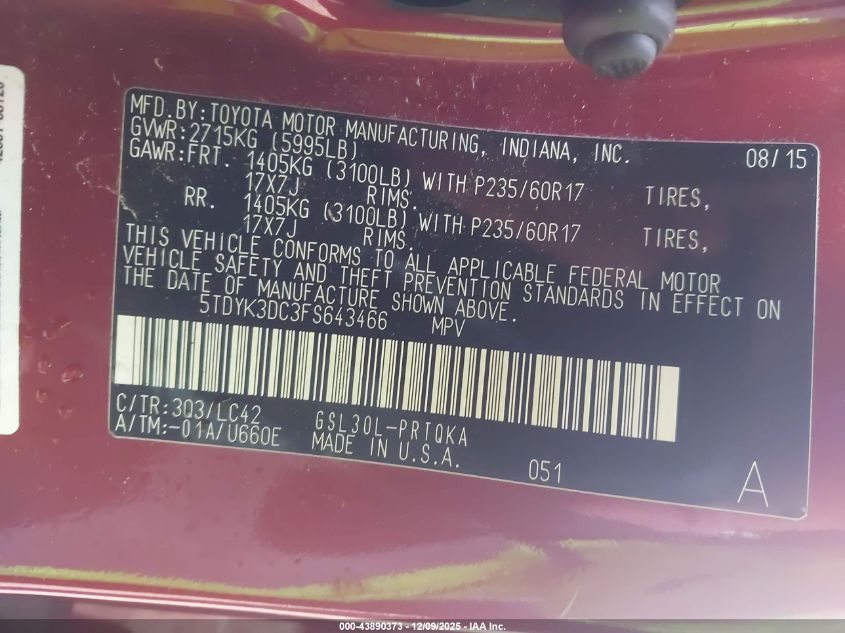 MFD.BY:TOYOTA MOTOR MANUFACTURING, INDIANA, INC. 08/15
GVWR:2715KG (5995LB)
GAWR:FRT. 1405KG (3100LB) WITH P235/60R17 TIRES,
17X7J RIMS.
RR. 1405KG (3100LB) WITH P235/60R17 TIRES,
17X7J RIMS.
THIS VEHICLE CONFORMS TO ALL APPLICABLE FEDERAL MOTOR
VEHICLE SAFETY AND THEFT PREVENTION STANDARDS IN EFFECT ON
THE DATE OF MANUFACTURE SHOWN ABOVE.
5TDYK3DC3FS643466 MPV
C/TR:3Q3/LC42 GSL30L-PRTQKA
A/TM:-01A/U660E MADE IN U.S.A.
051
A
000-43890373 - 12/09/2025 - IAA Inc.